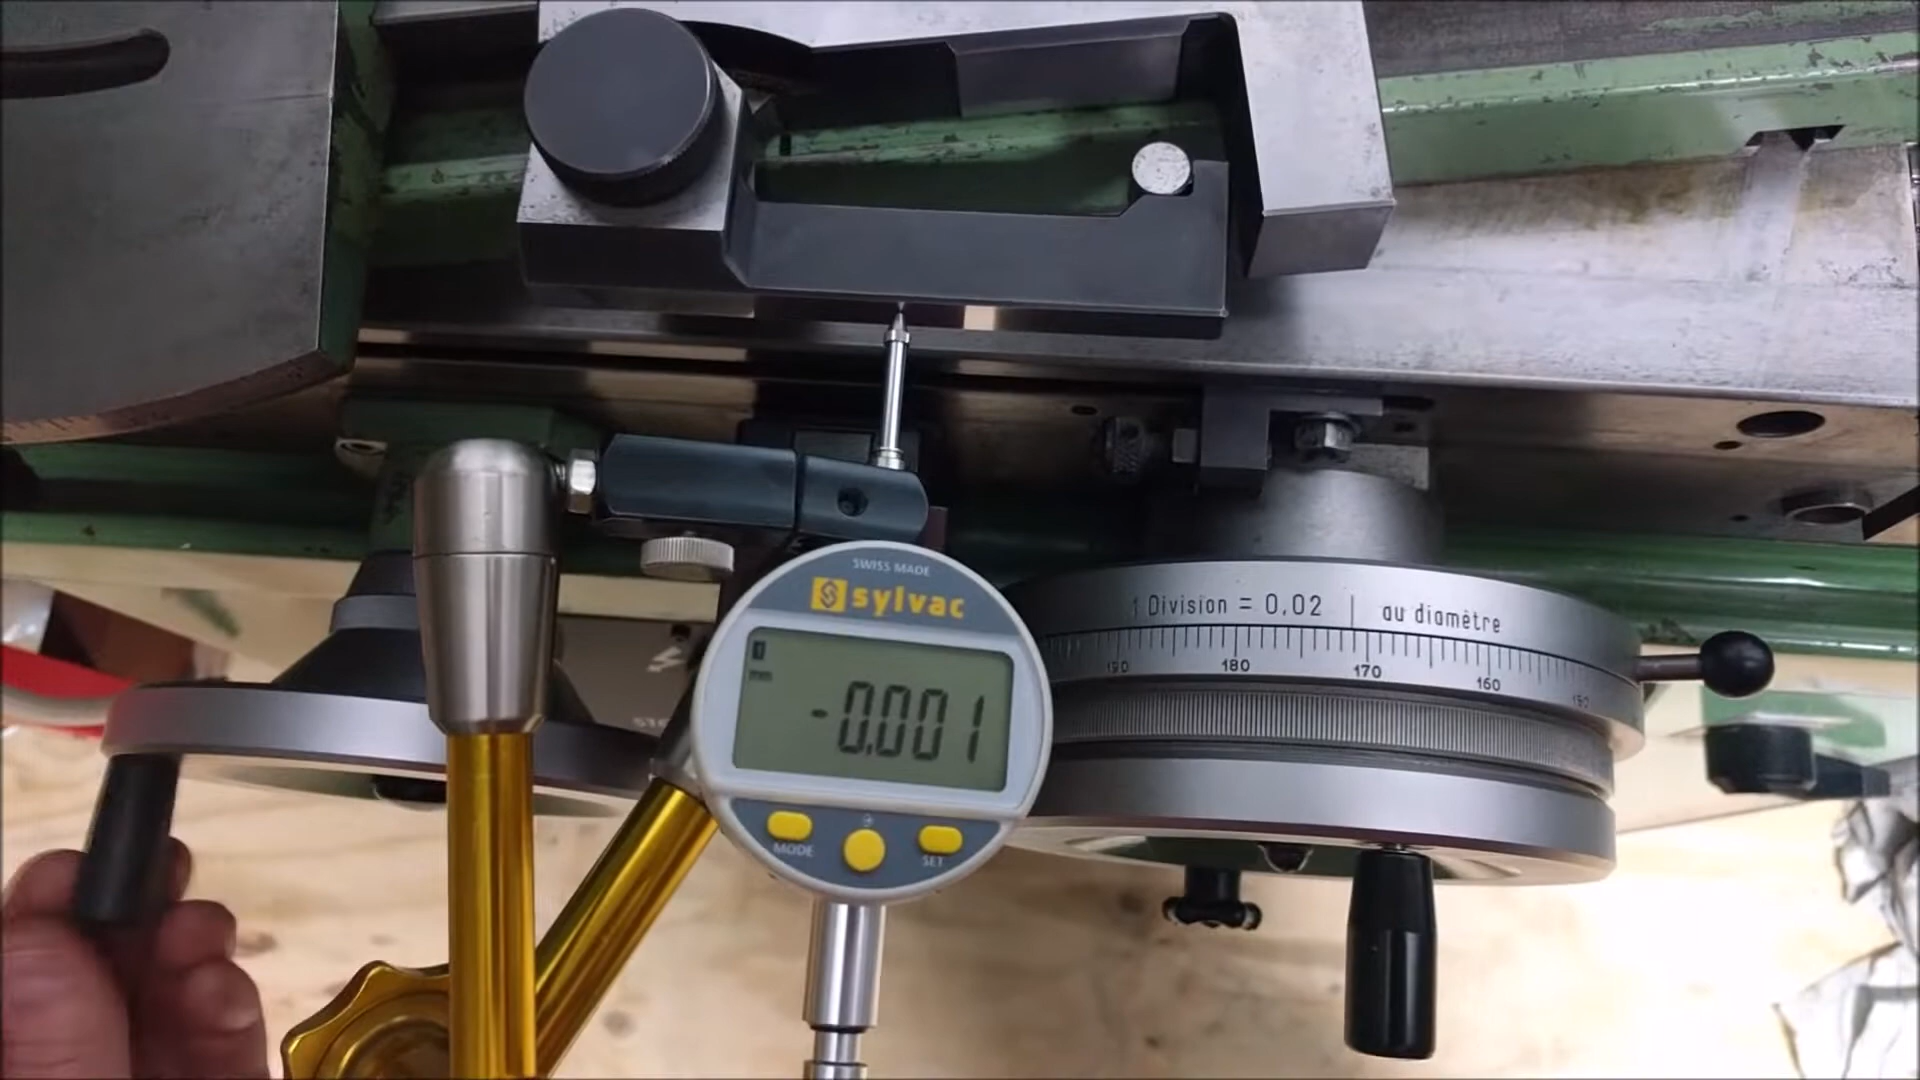 SWISS MADE
sylvac
mm
-0.001
MODE
SET
1 Division = 0,02 | au diamètre
190 180 170 160